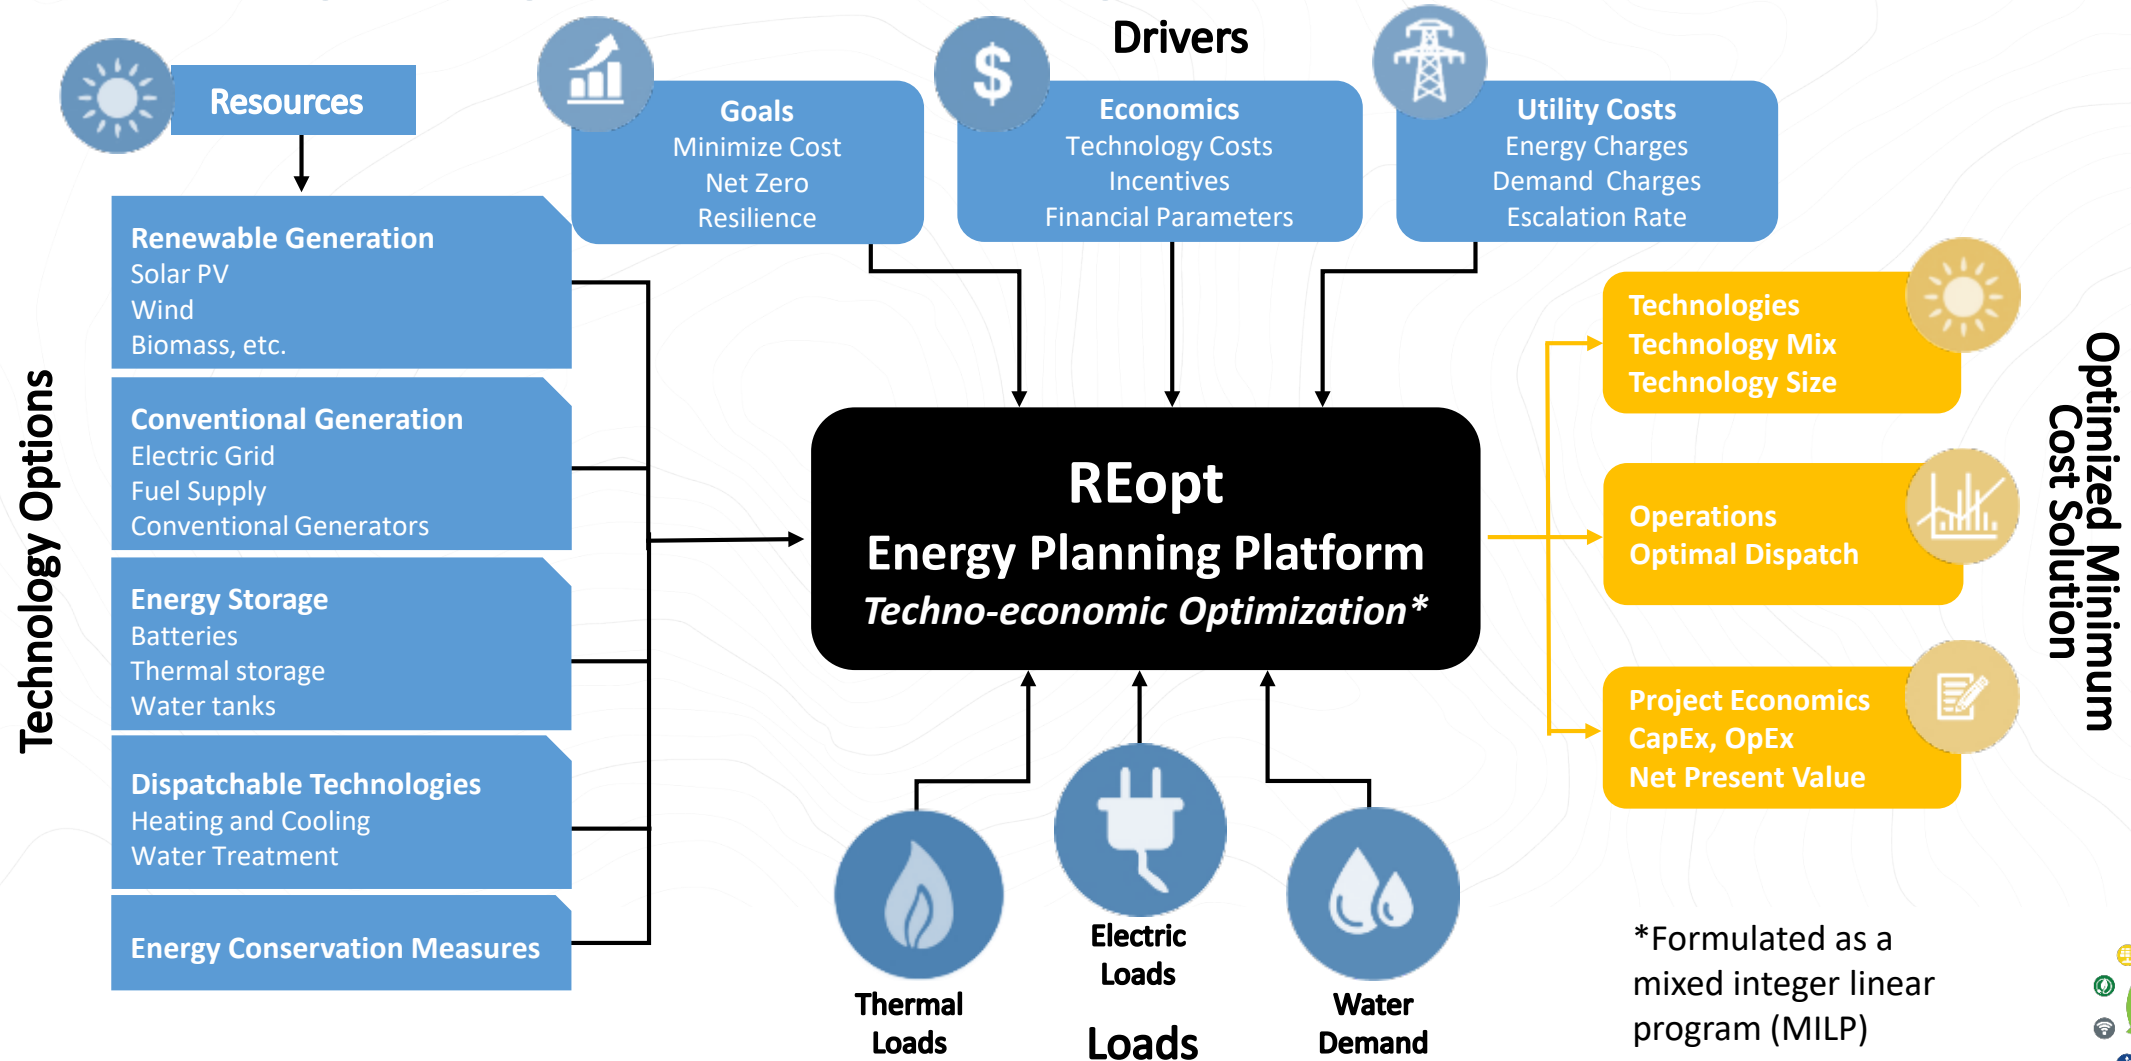 Drivers
Resources
Goals
Minimize Cost
Net Zero
Resilience
Economics
Technology Costs
Incentives
Financial Parameters
Utility Costs
Energy Charges
Demand  Charges
Escalation Rate
Technology Options
Renewable Generation
Solar PV
Wind
Biomass, etc.
Conventional Generation
Electric Grid
Fuel Supply
Conventional Generators
Energy Storage
Batteries
Thermal storage
Water tanks
Dispatchable Technologies
Heating and Cooling
Water Treatment
Energy Conservation Measures
REopt
Energy Planning Platform
Techno-economic Optimization*
Technologies
Technology Mix
Technology Size
Operations
Optimal Dispatch
Project Economics
CapEx, OpEx
Net Present Value
Optimized Minimum
Cost Solution
Thermal
Loads
Electric
Loads
Water
Demand
Loads
*Formulated as a
mixed integer linear
program (MILP)